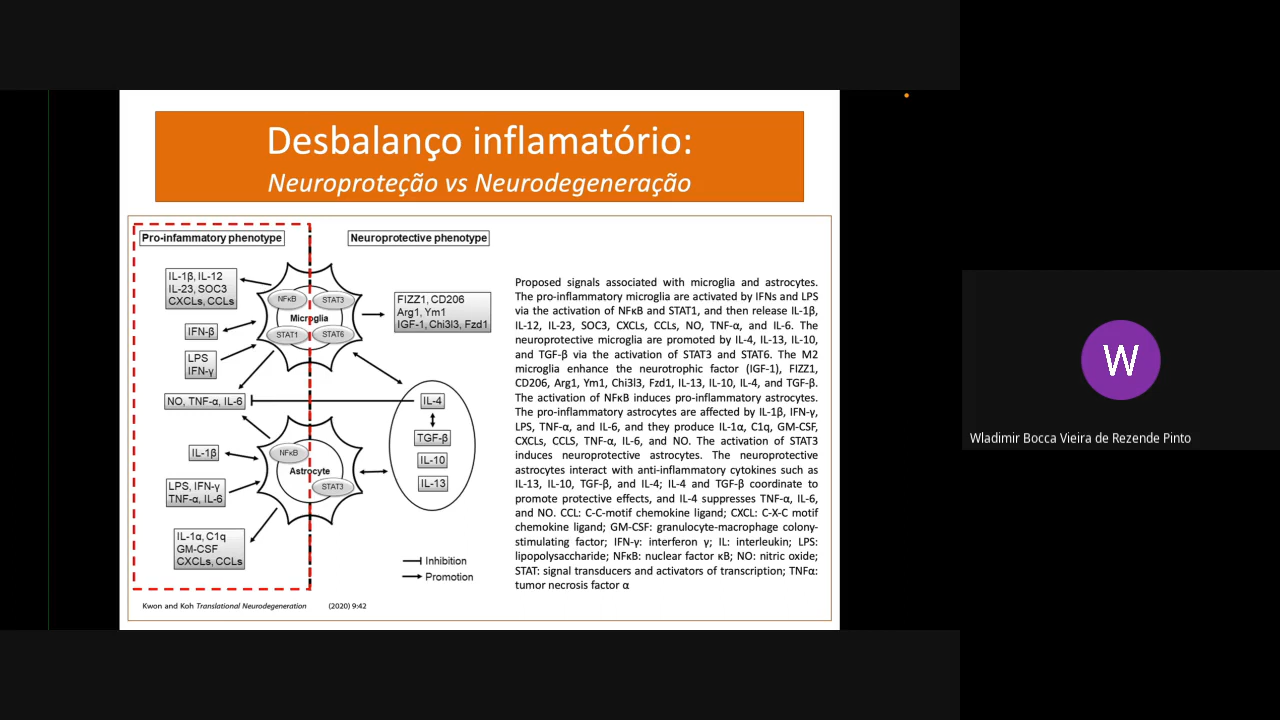 Desbalanço inflamatório:
Neuroproteção vs Neurodegeneração
Pro-infammatory phenotype
Neuroprotective phenotype
IL-1β, IL-12
IL-23, SOC3
CXCLs, CCLs
IFN-β
LPS
IFN-γ
NO, TNF-α, IL-6
IL-1β
LPS, IFN-γ
TNF-α, IL-6
IL-1α, C1q
GM-CSF
CXCLs, CCLs
NFκB
STAT3
Microglia
STAT1
STAT6
NFκB
Astrocyte
STAT3
FIZZ1, CD206
Arg1, Ym1
IGF-1, Chi3l3, Fzd1
IL-4
TGF-β
IL-10
IL-13
Inhibition
Promotion
Kwon and Koh Translational Neurodegeneration (2020) 9:42
Proposed signals associated with microglia and astrocytes.
The pro-inflammatory microglia are activated by IFNs and LPS
via the activation of NFκB and STAT1, and then release IL-1β,
IL-12, IL-23, SOC3, CXCLs, CCLs, NO, TNF-α, and IL-6. The
neuroprotective microglia are promoted by IL-4, IL-13, IL-10,
and TGF-β via the activation of STAT3 and STAT6. The M2
microglia enhance the neurotrophic factor (IGF-1), FIZZ1,
CD206, Arg1, Ym1, Chi3l3, Fzd1, IL-13, IL-10, IL-4, and TGF-β.
The activation of NFκB induces pro-inflammatory astrocytes.
The pro-inflammatory astrocytes are affected by IL-1β, IFN-γ,
LPS, TNF-α, and IL-6, and they produce IL-1α, C1q, GM-CSF,
CXCLs, CCLS, TNF-α, IL-6, and NO. The activation of STAT3
induces neuroprotective astrocytes. The neuroprotective
astrocytes interact with anti-inflammatory cytokines such as
IL-13, IL-10, TGF-β, and IL-4; IL-4 and TGF-β coordinate to
promote protective effects, and IL-4 suppresses TNF-α, IL-6,
and NO. CCL: C-C-motif chemokine ligand; CXCL: C-X-C motif
chemokine ligand; GM-CSF: granulocyte-macrophage colony-
stimulating factor; IFN-γ: interferon γ; IL: interleukin; LPS:
lipopolysaccharide; NFκB: nuclear factor κB; NO: nitric oxide;
STAT: signal transducers and activators of transcription; TNFα:
tumor necrosis factor α
W
Wladimir Bocca Vieira de Rezende Pinto